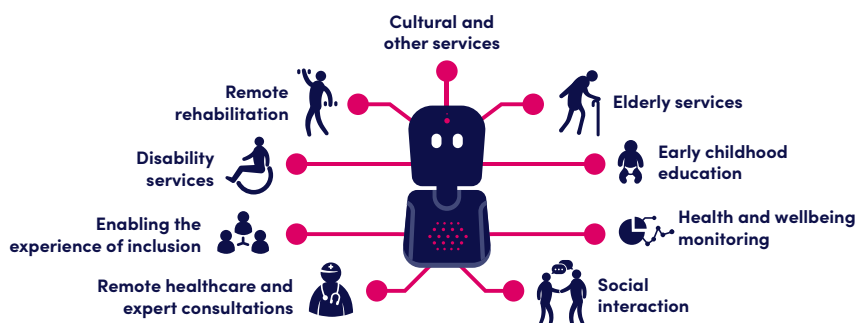 Cultural and
other services
Remote
rehabilitation
Elderly services
Disability
services
Early childhood
education
Enabling the
experience of inclusion
Health and wellbeing
monitoring
Remote healthcare and
expert consultations
Social
interaction